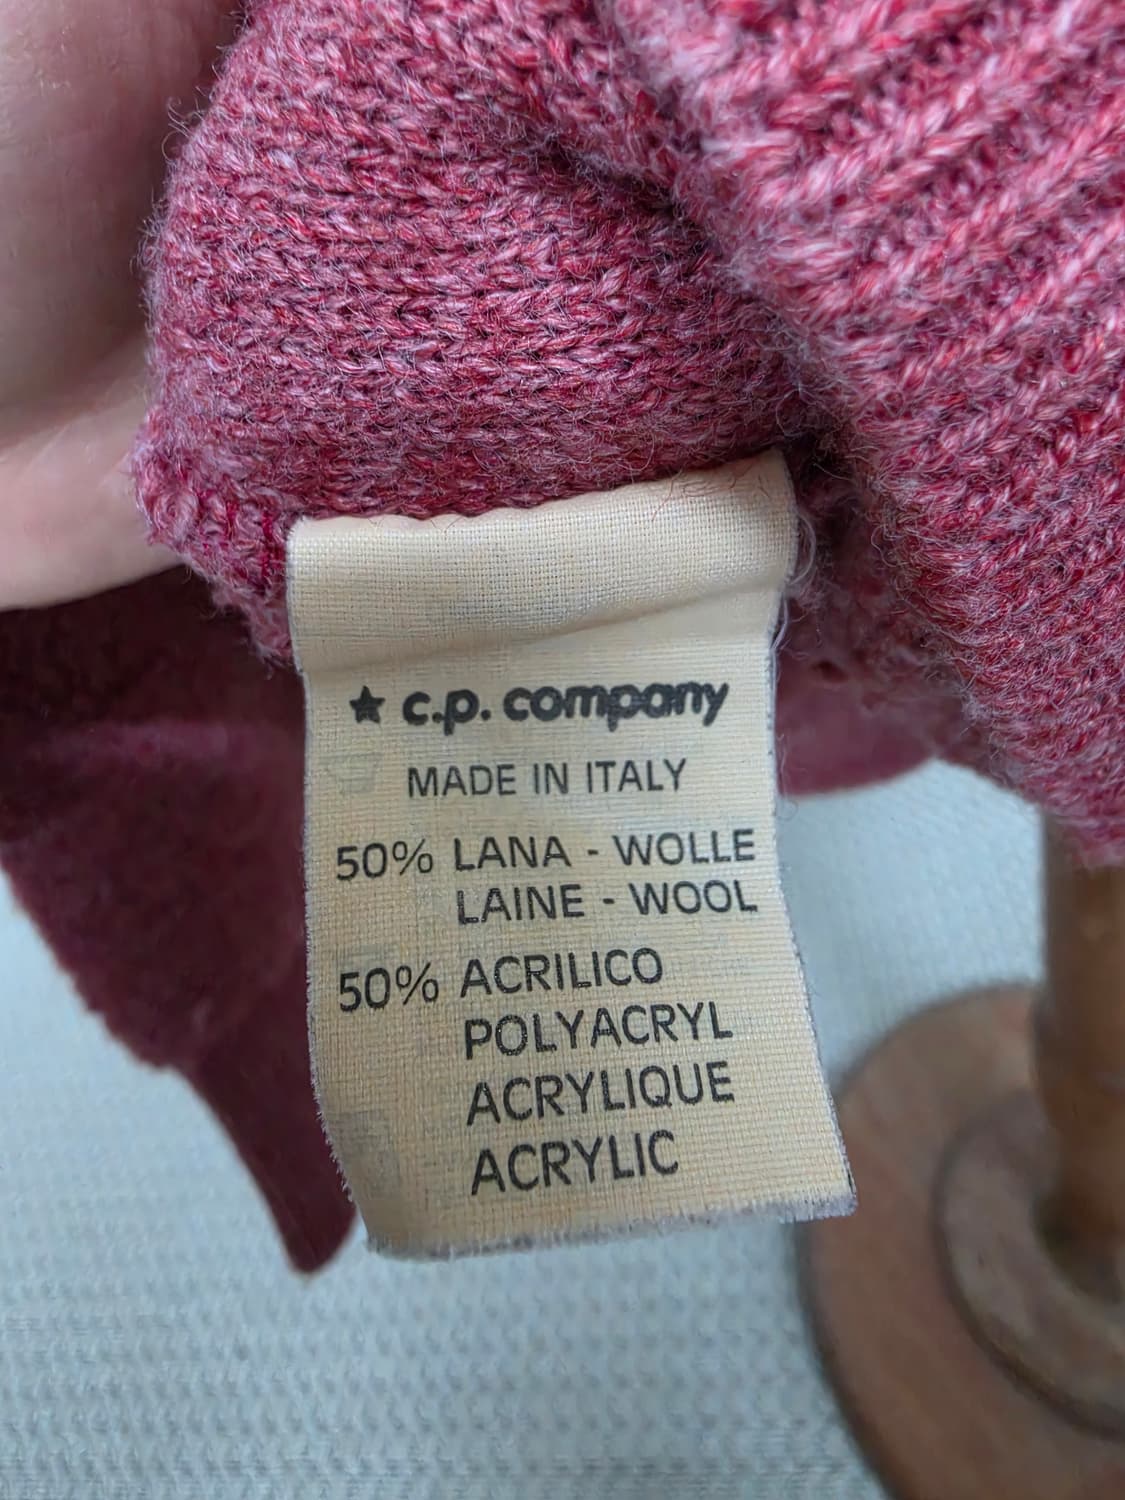 ★ c.p. company
MADE IN ITALY
50% LANA - WOLLE
LAINE - WOOL
50% ACRILICO
POLYACRYL
ACRYLIQUE
ACRYLIC